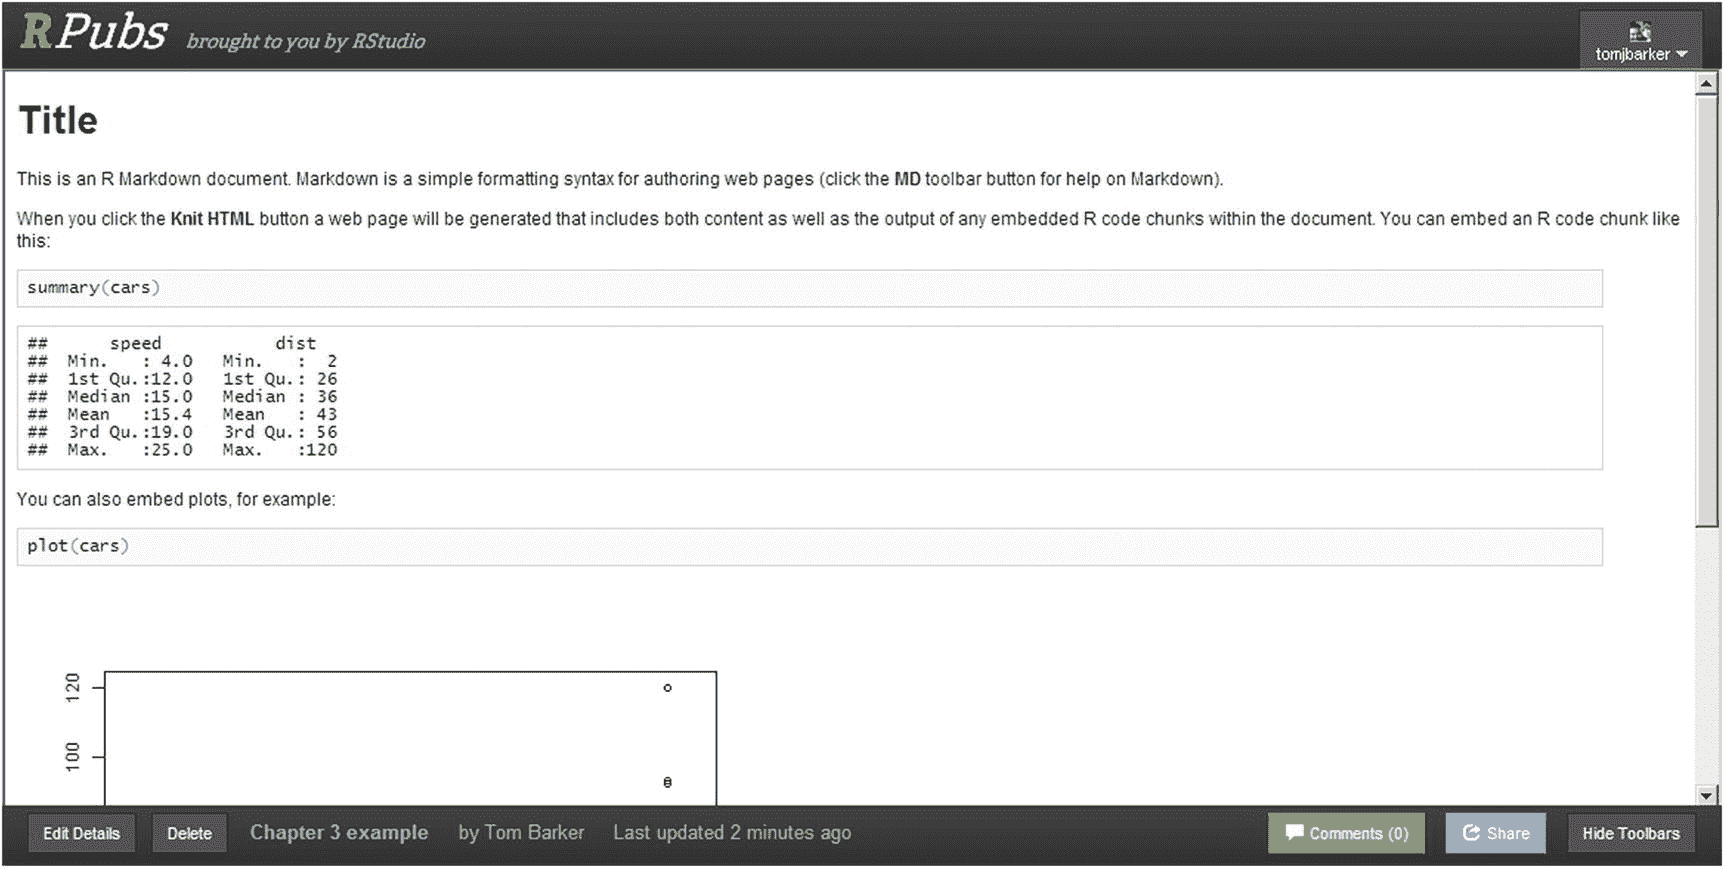 RPubs brought to you by RStudio
tomjbarker
Title
This is an R Markdown document. Markdown is a simple formatting syntax for authoring web pages (click the MD toolbar button for help on Markdown).
When you click the Knit HTML button a web page will be generated that includes both content as well as the output of any embedded R code chunks within the document. You can embed an R code chunk like
this:
summary(cars)
##      speed           dist
##  Min.   : 4.0   Min.   :  2
##  1st Qu.:12.0   1st Qu.: 26
##  Median :15.0   Median : 36
##  Mean   :15.4   Mean   : 43
##  3rd Qu.:19.0   3rd Qu.: 56
##  Max.   :25.0   Max.   :120
You can also embed plots, for example:
plot(cars)
120
100
Edit Details Delete Chapter 3 example by Tom Barker Last updated 2 minutes ago Comments (0) Share Hide Toolbars